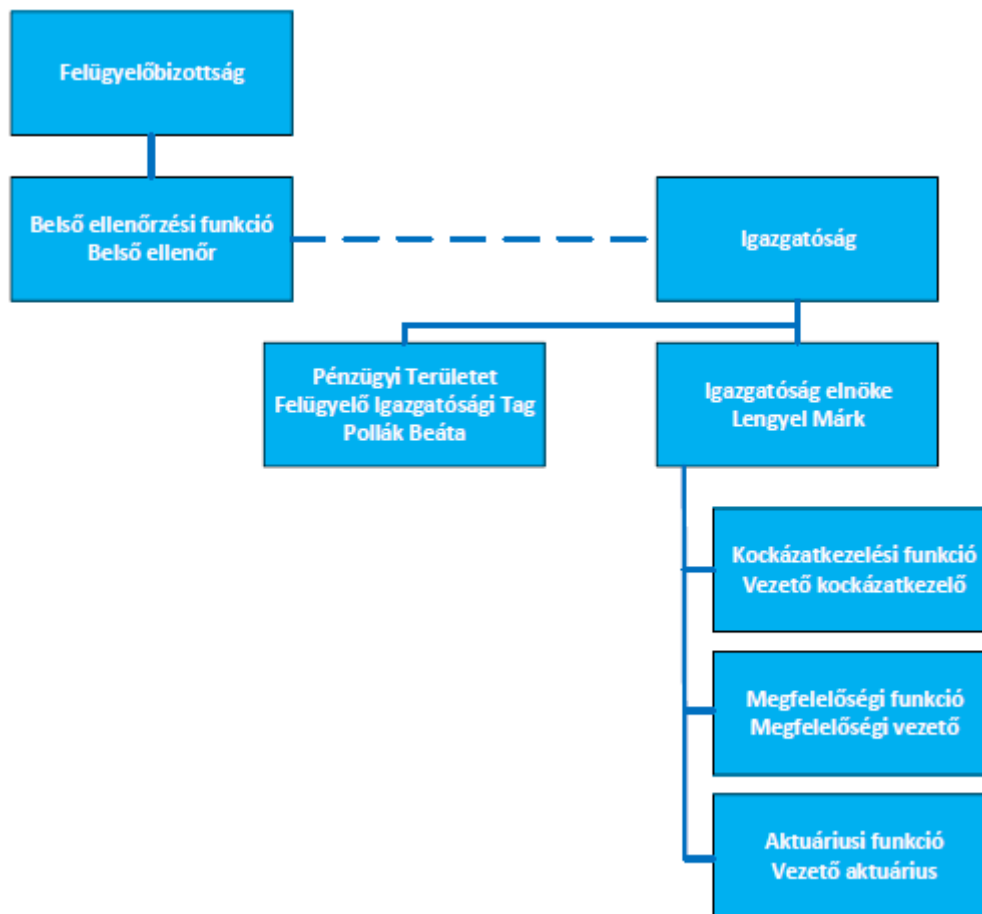 Felügyelőbizottság
Belső ellenőrzési funkció
Belső ellenőr
Igazgatóság
Pénzügyi Területet
Felügyelő Igazgatósági Tag
Pollák Beáta
Igazgatóság elnöke
Lengyel Márk
Kockázatkezelési funkció
Vezető kockázatkezelő
Megfelelőségi funkció
Megfelelőségi vezető
Aktuáriusi funkció
Vezető aktuárius